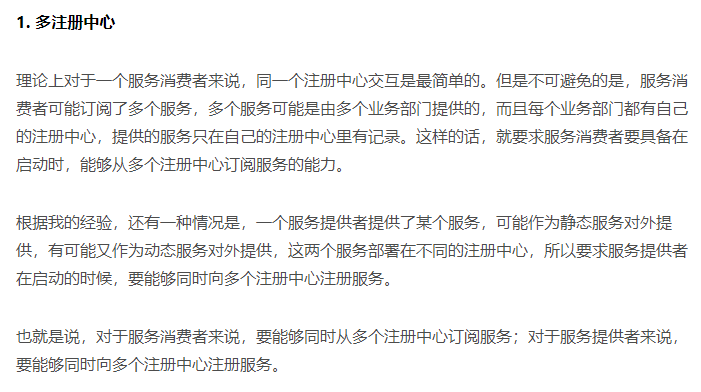 1. 多注册中心
理论上对于一个服务消费者来说，同一个注册中心交互是最简单的。但是不可避免的是，服务消
费者可能订阅了多个服务，多个服务可能是由多个业务部门提供的，而且每个业务部门都有自己
的注册中心，提供的服务只在自己的注册中心里有记录。这样的话，就要求服务消费者要具备在
启动时，能够从多个注册中心订阅服务的能力。
根据我的经验，还有一种情况是，一个服务提供者提供了某个服务，可能作为静态服务对外提
供，有可能又作为动态服务对外提供，这两个服务部署在不同的注册中心，所以要求服务提供者
在启动的时候，要能够同时向多个注册中心注册服务。
也就是说，对于服务消费者来说，要能够同时从多个注册中心订阅服务；对于服务提供者来说，
要能够同时向多个注册中心注册服务。